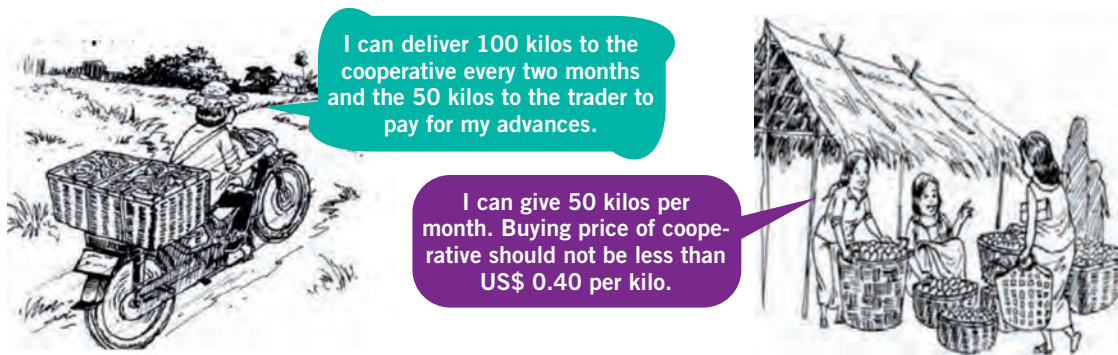 I can deliver 100 kilos to the
cooperative every two months
and the 50 kilos to the trader to
pay for my advances.
I can give 50 kilos per
month. Buying price of coope-
rative should not be less than
US$ 0.40 per kilo.